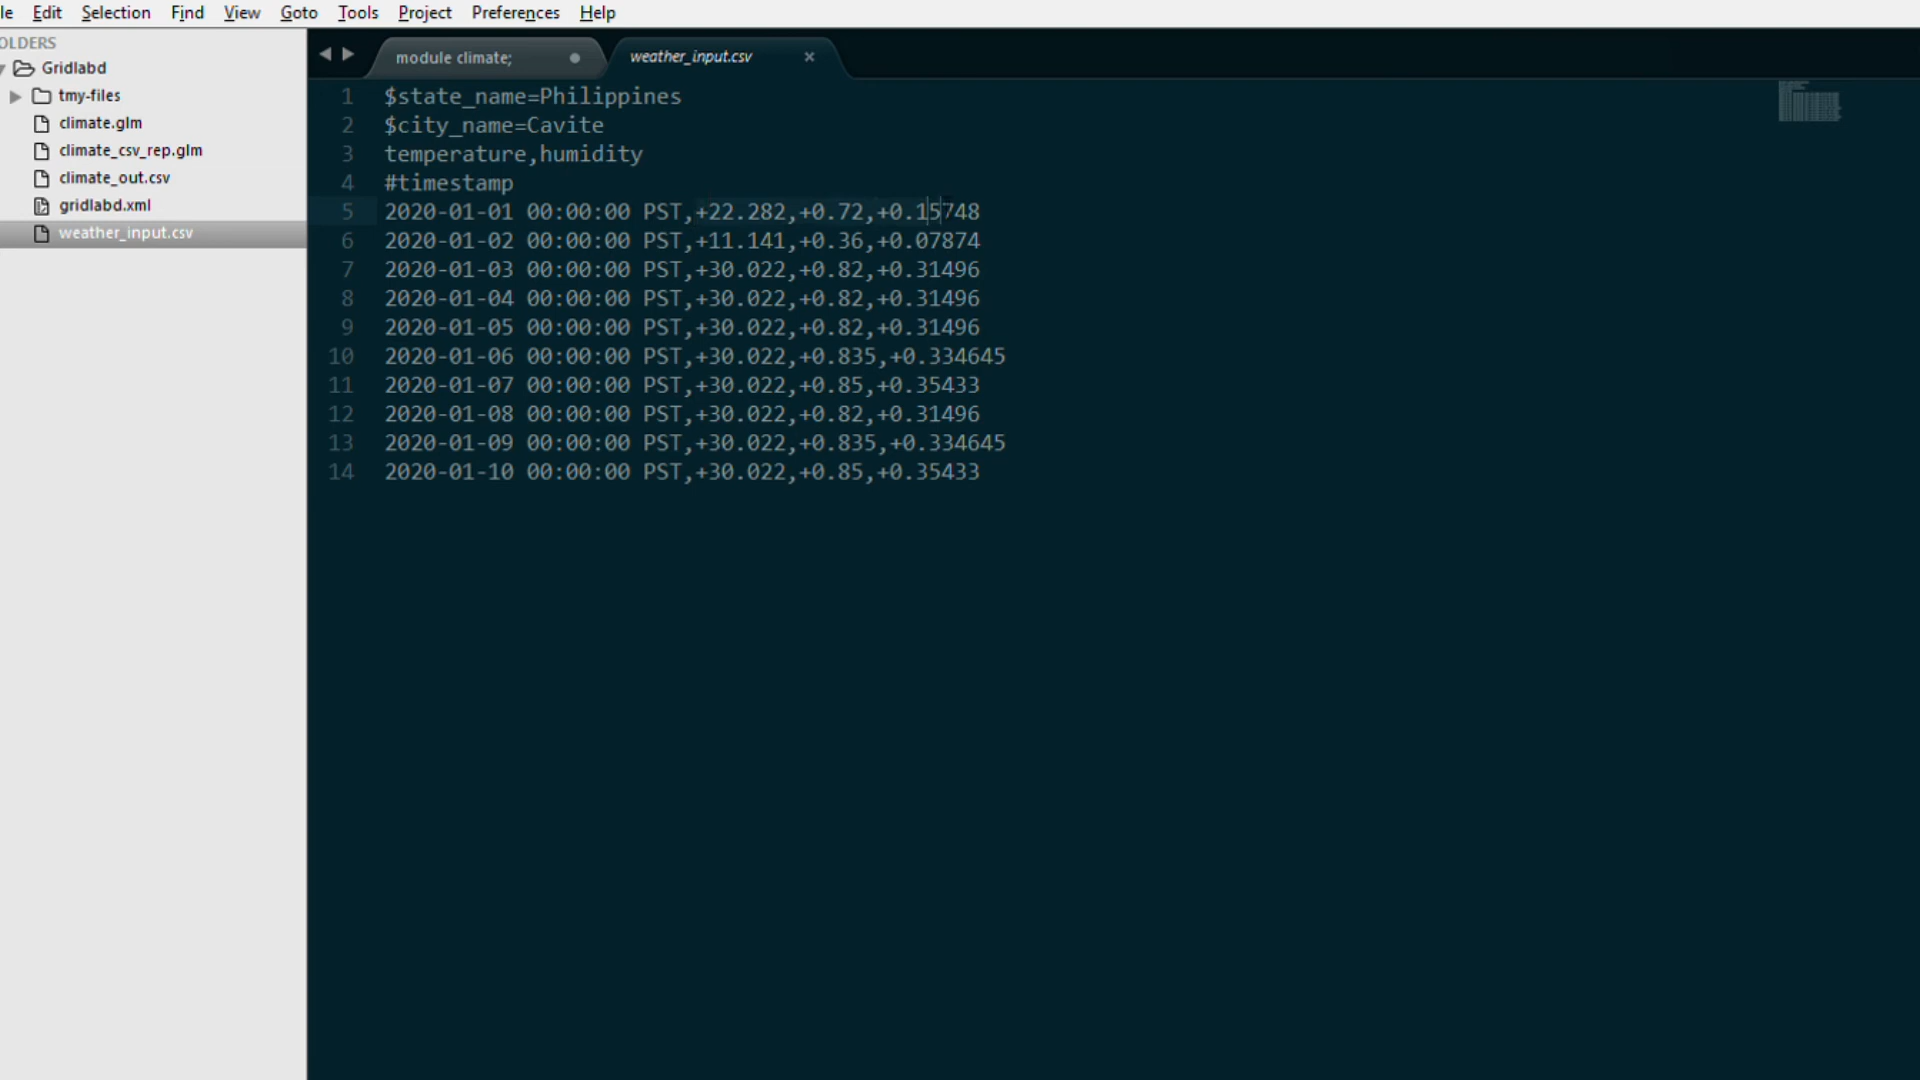 le Edit Selection Find View Goto Tools Project Preferences Help
OLDERS
Gridlabd
tmy-files
climate.glm
climate_csv_rep.glm
climate_out.csv
gridlabd.xml
weather_input.csv
module climate; weather_input.csv ×
1 $state_name=Philippines
2 $city_name=Cavite
3 temperature,humidity
4 #timestamp
5 2020-01-01 00:00:00 PST,+22.282,+0.72,+0.15748
6 2020-01-02 00:00:00 PST,+11.141,+0.36,+0.07874
7 2020-01-03 00:00:00 PST,+30.022,+0.82,+0.31496
8 2020-01-04 00:00:00 PST,+30.022,+0.82,+0.31496
9 2020-01-05 00:00:00 PST,+30.022,+0.82,+0.31496
10 2020-01-06 00:00:00 PST,+30.022,+0.835,+0.334645
11 2020-01-07 00:00:00 PST,+30.022,+0.85,+0.35433
12 2020-01-08 00:00:00 PST,+30.022,+0.82,+0.31496
13 2020-01-09 00:00:00 PST,+30.022,+0.835,+0.334645
14 2020-01-10 00:00:00 PST,+30.022,+0.85,+0.35433